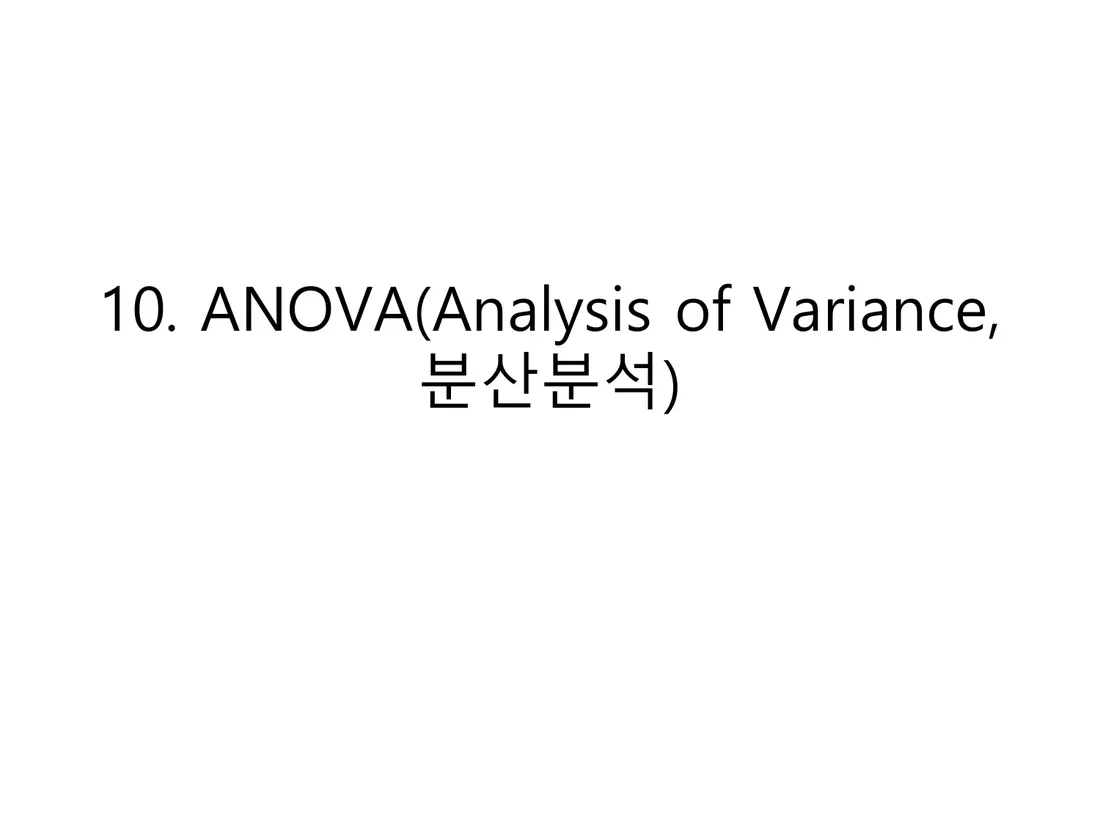 10. ANOVA(Analysis of Variance,
분산분석)